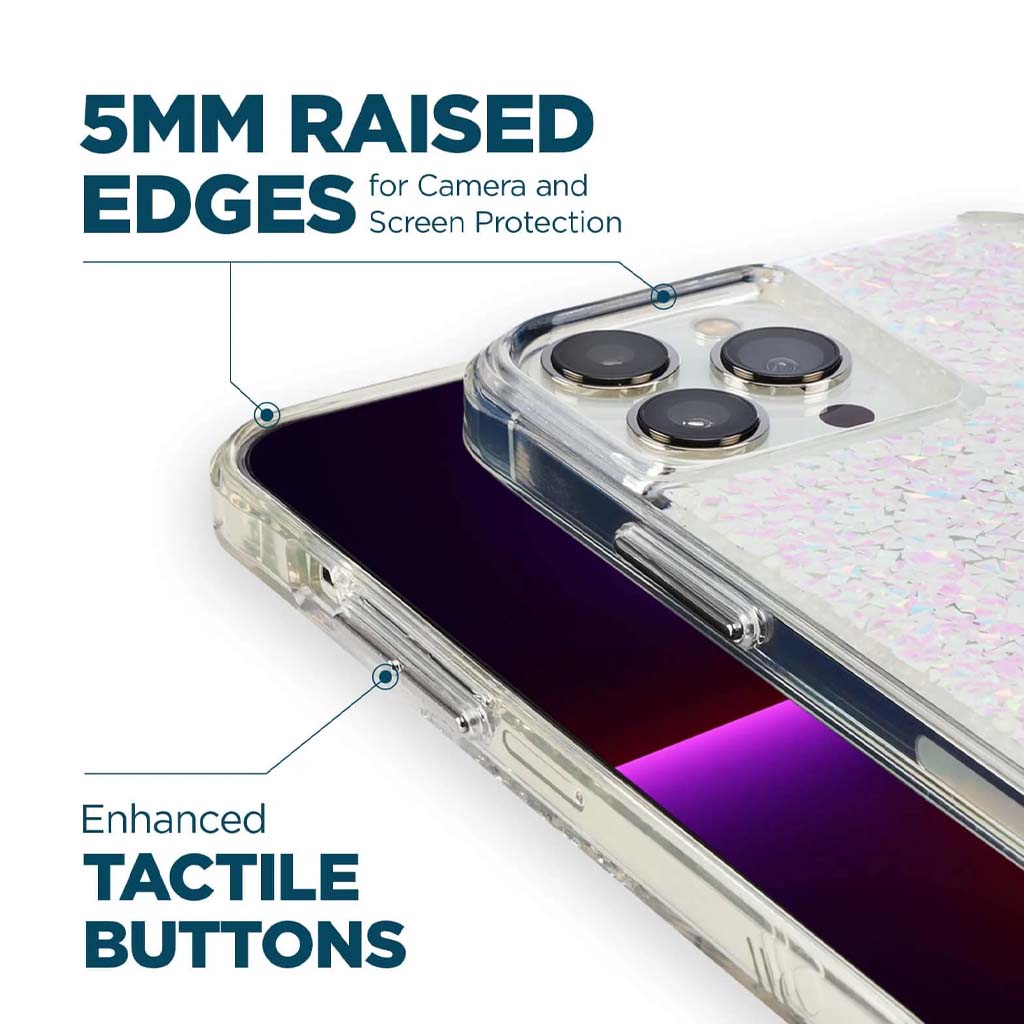 5MM RAISED
EDGES for Camera and
Screen Protection
Enhanced
TACTILE
BUTTONS